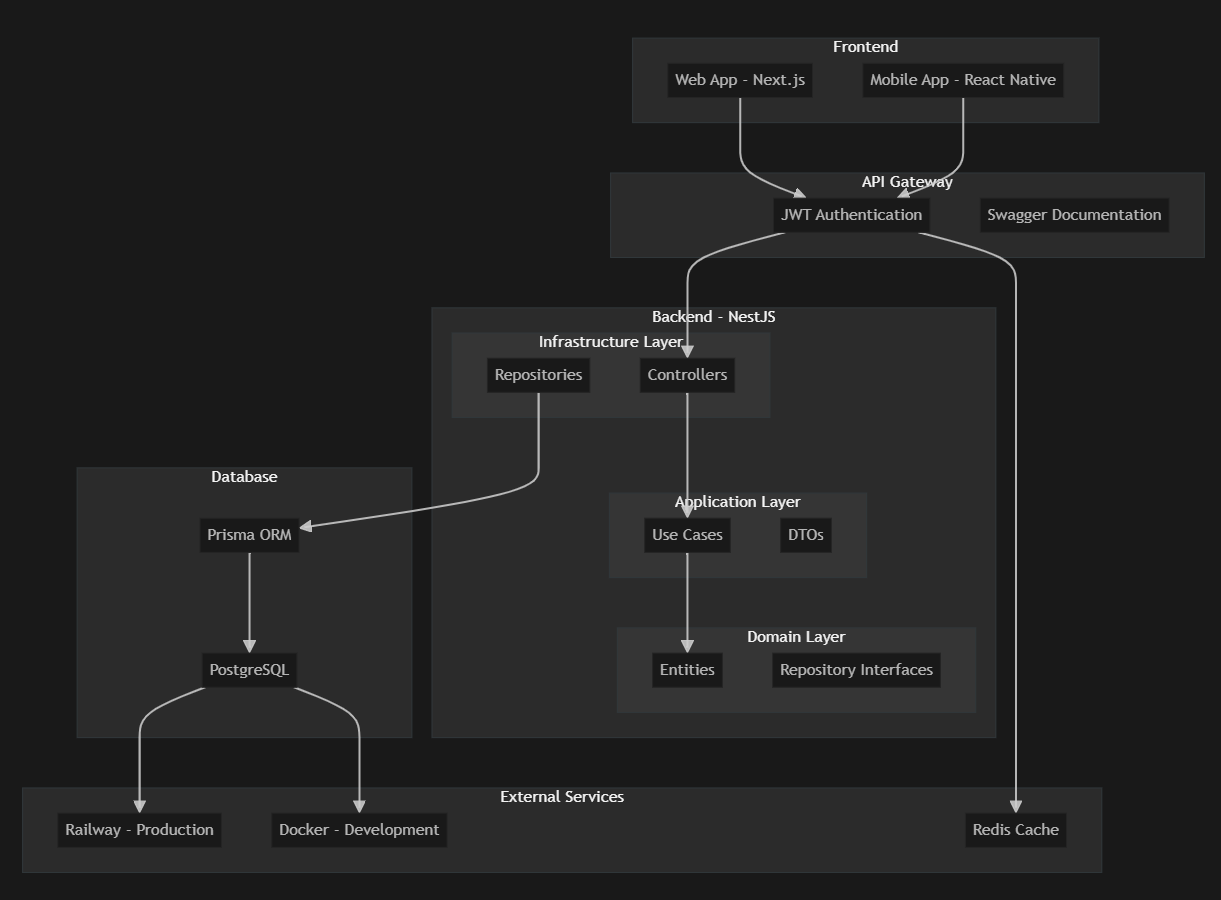 Frontend
Web App - Next.js
Mobile App - React Native
API Gateway
JWT Authentication
Swagger Documentation
Backend - NestJS
Infrastructure Layer
Repositories
Controllers
Database
Application Layer
Prisma ORM
Use Cases
DTOs
Domain Layer
PostgreSQL
Entities
Repository Interfaces
External Services
Railway - Production
Docker - Development
Redis Cache